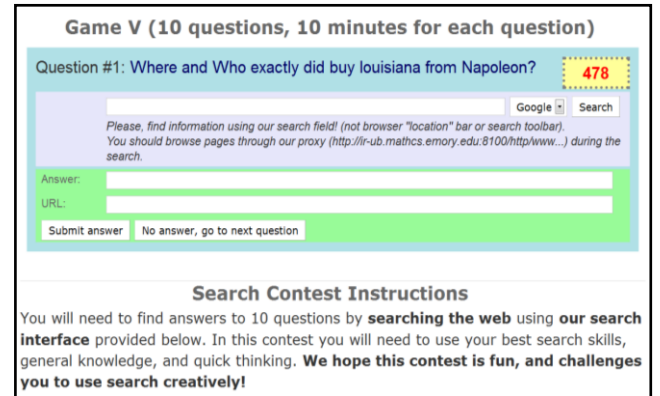 Game V (10 questions, 10 minutes for each question)
Question #1: Where and Who exactly did buy louisiana from Napoleon?
478
Google Search
Please, find information using our search field! (not browser "location" bar or search toolbar).
You should browse pages through our proxy (http://ir-ub.mathcs.emory.edu:8100/http/www...) during the
search.
Answer:
URL:
Submit answer No answer, go to next question
Search Contest Instructions
You will need to find answers to 10 questions by searching the web using our search
interface provided below. In this contest you will need to use your best search skills,
general knowledge, and quick thinking. We hope this contest is fun, and challenges
you to use search creatively!